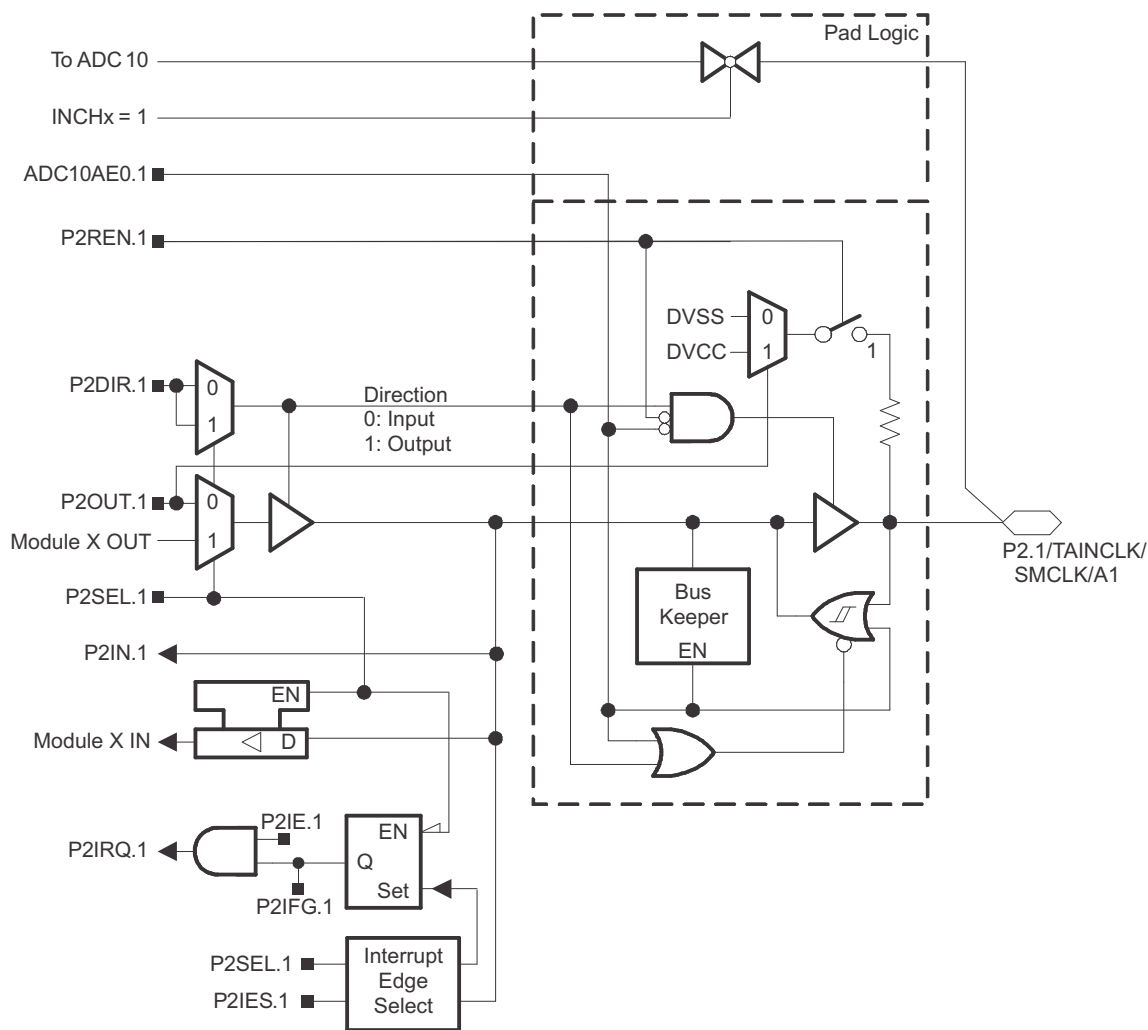 Pad Logic
To ADC 10
INCHx = 1
ADC10AE0.1
P2REN.1
DVSS
0
DVCC
1
1
P2DIR.1
0
1
Direction
0: Input
1: Output
P2OUT.1
0
Module X OUT
1
P2.1/TAINCLK/
SMCLK/A1
P2SEL.1
Bus
Keeper
EN
P2IN.1
EN
Module X IN
D
P2IE.1
EN
P2IRQ.1
Q
Set
P2IFG.1
P2SEL.1
P2IES.1
Interrupt
Edge
Select